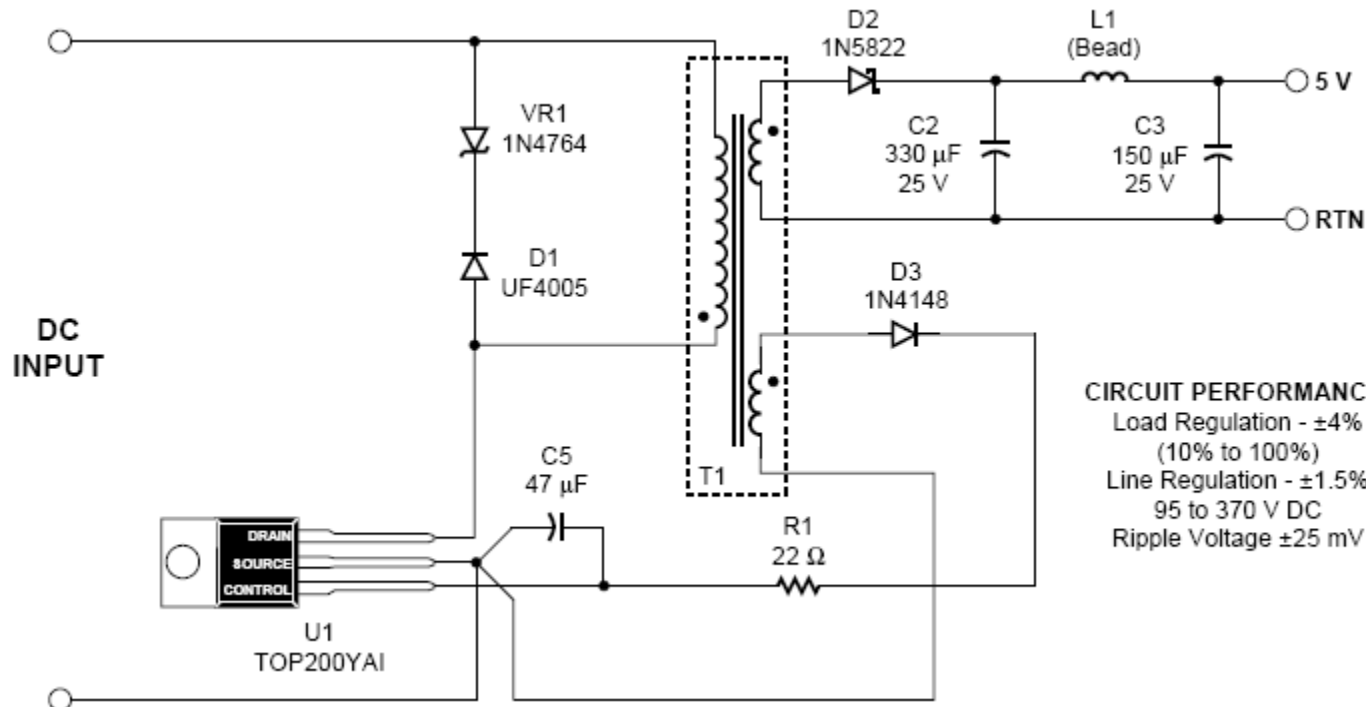 D2
1N5822
L1
(Bead)
5 V
VR1
1N4764
C2
330 μF
25 V
C3
150 μF
25 V
RTN
D1
UF4005
D3
1N4148
DC
INPUT
CIRCUIT PERFORMANC
Load Regulation - ±4%
(10% to 100%)
Line Regulation - ±1.5%
95 to 370 V DC
Ripple Voltage ±25 mV
T1
C5
47 μF
R1
22 Ω
DRAIN
SOURCE
CONTROL
U1
TOP200YAI